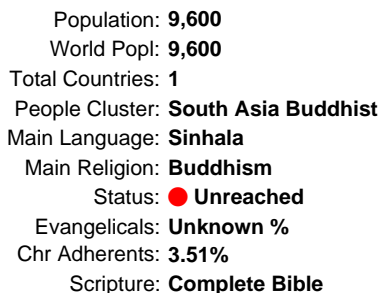 Population: 9,600
World Popl: 9,600
Total Countries: 1
People Cluster: South Asia Buddhist
Main Language: Sinhala
Main Religion: Buddhism
Status: Unreached
Evangelicals: Unknown %
Chr Adherents: 3.51%
Scripture: Complete Bible